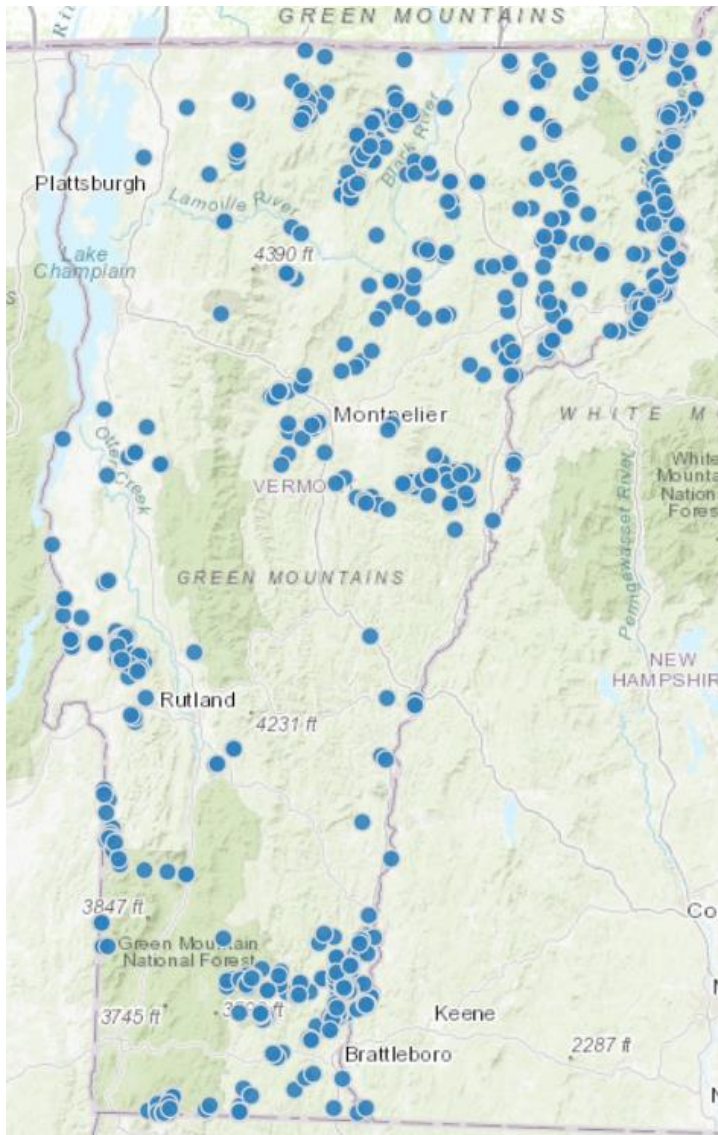 GREEN MOUNTAINS
Plattsburgh
Black River
Lamoille River
4390 ft
Lake
Champlain
Montpelier
WHITE M
Otter Creek
White
Mounta
Nation
Fores
VERMO
Pemigewasset River
GREEN MOUNTAINS
NEW
HAMPSHIR
Rutland
4231 ft
3847 ft
Co
Green Mountain
National Forest
3745 ft
Keene
2287 ft
Brattleboro
N